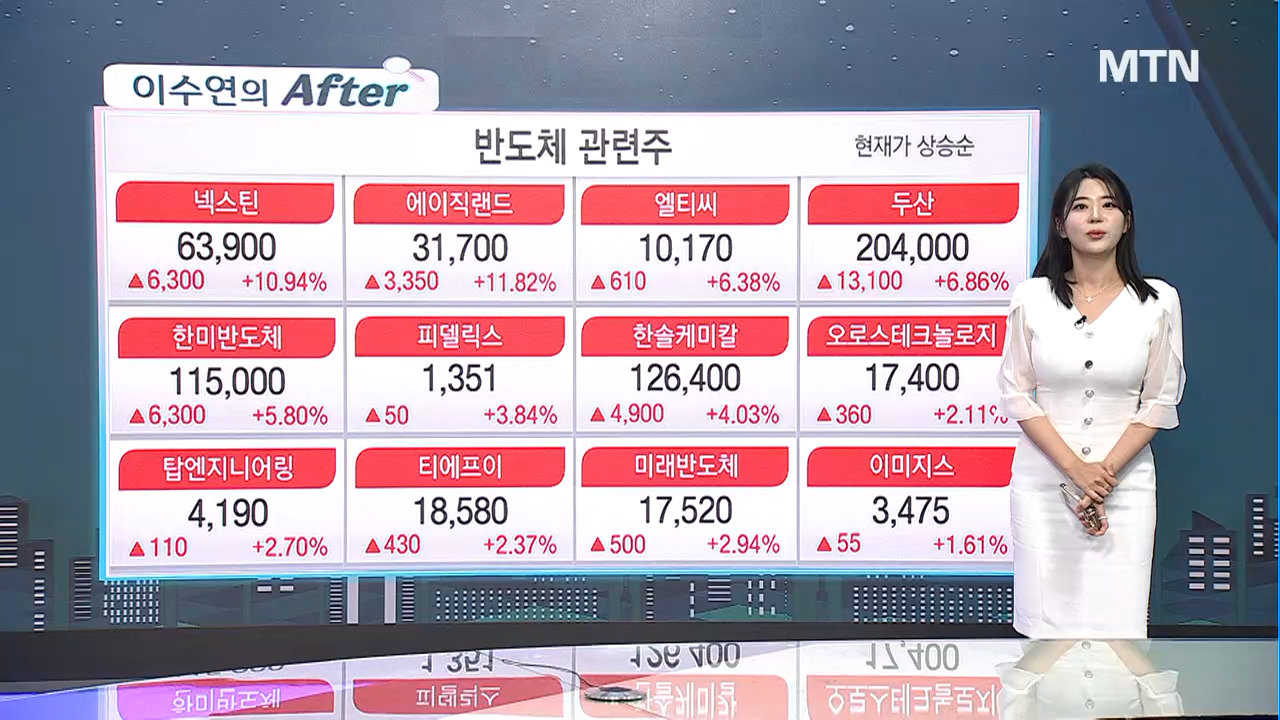 MTN
이수연의 After
반도체 관련주
현재가 상승순
넥스틴
63,900
▲6,300 +10.94%
에이직랜드
31,700
▲3,350 +11.82%
엘티씨
10,170
▲610 +6.38%
두산
204,000
▲13,100 +6.86%
한미반도체
115,000
▲6,300 +5.80%
피델릭스
1,351
▲50 +3.84%
한솔케미칼
126,400
▲4,900 +4.03%
오로스테크놀로지
17,400
▲360 +2.11%
탑엔지니어링
4,190
▲110 +2.70%
티에프이
18,580
▲430 +2.37%
미래반도체
17,520
▲500 +2.94%
이미지스
3,475
▲55 +1.61%